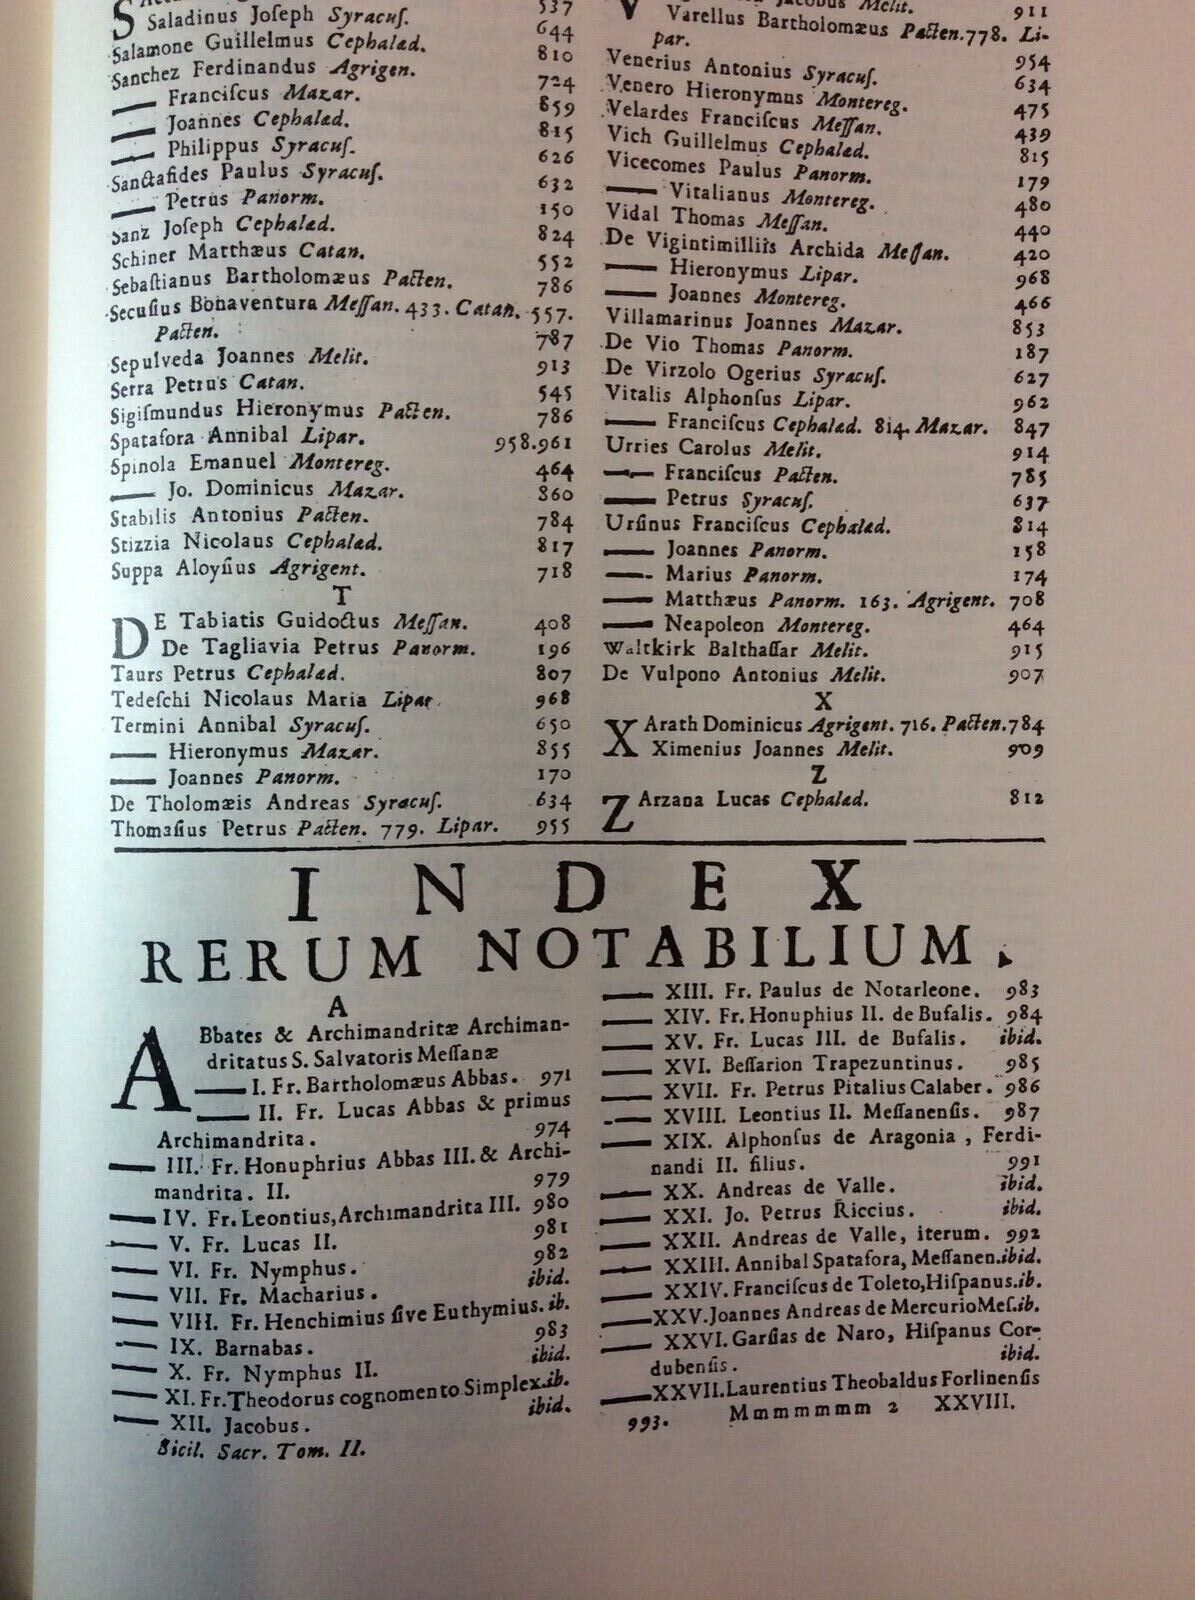 S
Saladinus Joſeph Syracuſ. 537
Salamone Guillelmus Cephalæd. 644
Sanchez Ferdinandus Agrigen. 810
—— Franciſcus Mazar. 724
—— Joannes Cephalæd. 859
—— Philippus Syracuſ. 815
Sanctafides Paulus Syracuſ. 626
—— Petrus Panorm. 632
Sanz Joſeph Cephalæd. 150
Schiner Matthæus Catan. 824
Sebaſtianus Bartholomæus Pacten. 552
Secuſius Bonaventura Meſſan. 433. Catan. 557. 786
Pacten. 787
Sepulveda Joannes Melit. 913
Serra Petrus Catan. 545
Sigiſmundus Hieronymus Pacten. 786
Spatafora Annibal Lipar. 958.961
Spinola Emanuel Montereg. 464
—— Jo. Dominicus Mazar. 860
Stabilis Antonius Pacten. 784
Stizzia Nicolaus Cephalæd. 817
Suppa Aloyſius Agrigent. 718
T
DE Tabiatis Guidoctus Meſſan. 408
De Tagliavia Petrus Panorm. 196
Taurs Petrus Cephalæd. 807
Tedeſchi Nicolaus Maria Lipar. 968
Termini Annibal Syracuſ. 650
—— Hieronymus Mazar. 855
—— Joannes Panorm. 170
De Tholomæis Andreas Syracuſ. 634
Thomaſius Petrus Pacten. 779. Lipar. 955
V Jacobus Melit. 911
Varellus Bartholomæus Pacten.778. Li-
par. 954
Venerius Antonius Syracuſ. 634
Venero Hieronymus Montereg. 475
Velardes Franciſcus Meſſan. 439
Vich Guillelmus Cephalæd. 815
Vicecomes Paulus Panorm. 179
—— Vitalianus Montereg. 480
Vidal Thomas Meſſan. 440
De Vigintimilliis Archida Meſſan. 420
—— Hieronymus Lipar. 968
—— Joannes Montereg. 466
Villamarinus Joannes Mazar. 853
De Vio Thomas Panorm. 187
De Virzolo Ogerius Syracuſ. 627
Vitalis Alphonſus Lipar. 962
—— Franciſcus Cephalæd. 814. Mazar. 847
Urries Carolus Melit. 914
—— Franciſcus Pacten. 785
—— Petrus Syracuſ. 637
Urſinus Franciſcus Cephalæd. 814
—— Joannes Panorm. 158
—— Marius Panorm. 174
—— Matthæus Panorm. 163. Agrigent. 708
—— Neapoleon Montereg. 464
Waltkirk Balthaſſar Melit. 915
De Vulpono Antonius Melit. 907
X
XArath Dominicus Agrigent. 716. Pacten.784
Ximenius Joannes Melit. 909
Z
ZArzana Lucas Cephalæd. 812
INDEX
RERUM NOTABILIUM.
A
ABbates & Archimandritæ Archiman-
dritatus S. Salvatoris Meſſanæ
—— I. Fr. Bartholomæus Abbas. 971
—— II. Fr. Lucas Abbas & primus
Archimandrita. 974
—— III. Fr. Honuphrius Abbas III. & Archi-
mandrita. II. 979
—— IV. Fr. Leontius, Archimandrita III. 980
—— V. Fr. Lucas II. 981
—— VI. Fr. Nymphus. 982
—— VII. Fr. Macharius. ibid.
—— VIII. Fr. Henchimius ſive Euthymius. ib.
—— IX. Barnabas. 983
—— X. Fr. Nymphus II. ibid.
—— XI. Fr. Theodorus cognomento Simplex. ib.
—— XII. Jacobus. ibid.
Sicil. Sacr. Tom. II.
—— XIII. Fr. Paulus de Notarleone. 983
—— XIV. Fr. Honuphius II. de Bufalis. 984
—— XV. Fr. Lucas III. de Bufalis. ibid.
—— XVI. Beſſarion Trapezuntinus. 985
—— XVII. Fr. Petrus Pitalius Calaber. 986
—— XVIII. Leontius II. Meſſanenſis. 987
—— XIX. Alphonſus de Aragonia, Ferdi-
nandi II. filius. 991
—— XX. Andreas de Valle. ibid.
—— XXI. Jo. Petrus Riccius. ibid.
—— XXII. Andreas de Valle, iterum. 992
—— XXIII. Annibal Spatafora, Meſſanen. ibid.
—— XXIV. Franciſcus de Toleto, Hiſpanus. ib.
—— XXV. Joannes Andreas de Mercurio Meſ. ib.
—— XXVI. Garſias de Naro, Hiſpanus Cor-
dubenſis. ibid.
—— XXVII. Laurentius Theobaldus Forlinenſis
993. Mmmmmmm 2 XXVIII.